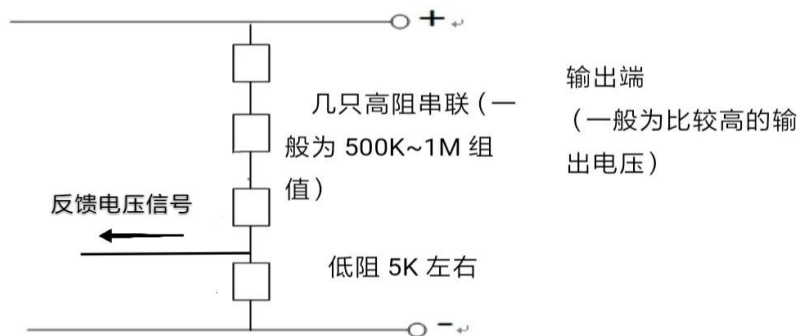 +
几只高阻串联（一
般为 500K~1M 组
值）
输出端
（一般为比较高的输
出电压）
反馈电压信号
低阻 5K 左右
-